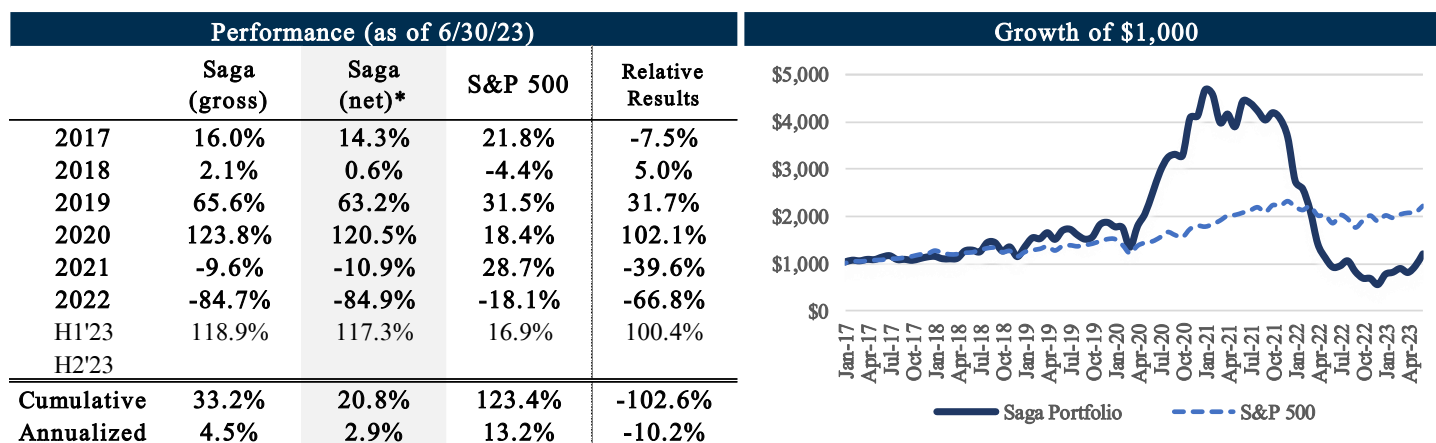 Performance (as of 6/30/23)
Saga (gross) Saga (net)* S&P 500 Relative Results
2017 16.0% 14.3% 21.8% -7.5%
2018 2.1% 0.6% -4.4% 5.0%
2019 65.6% 63.2% 31.5% 31.7%
2020 123.8% 120.5% 18.4% 102.1%
2021 -9.6% -10.9% 28.7% -39.6%
2022 -84.7% -84.9% -18.1% -66.8%
H1'23 118.9% 117.3% 16.9% 100.4%
H2'23
Cumulative 33.2% 20.8% 123.4% -102.6%
Annualized 4.5% 2.9% 13.2% -10.2%
Growth of $1,000
$5,000
$4,000
$3,000
$2,000
$1,000
$0
Jan-17 Apr-17 Jul-17 Oct-17 Jan-18 Apr-18 Jul-18 Oct-18 Jan-19 Apr-19 Jul-19 Oct-19 Jan-20 Apr-20 Jul-20 Oct-20 Jan-21 Apr-21 Jul-21 Oct-21 Jan-22 Apr-22 Jul-22 Oct-22 Jan-23 Apr-23
Saga Portfolio S&P 500